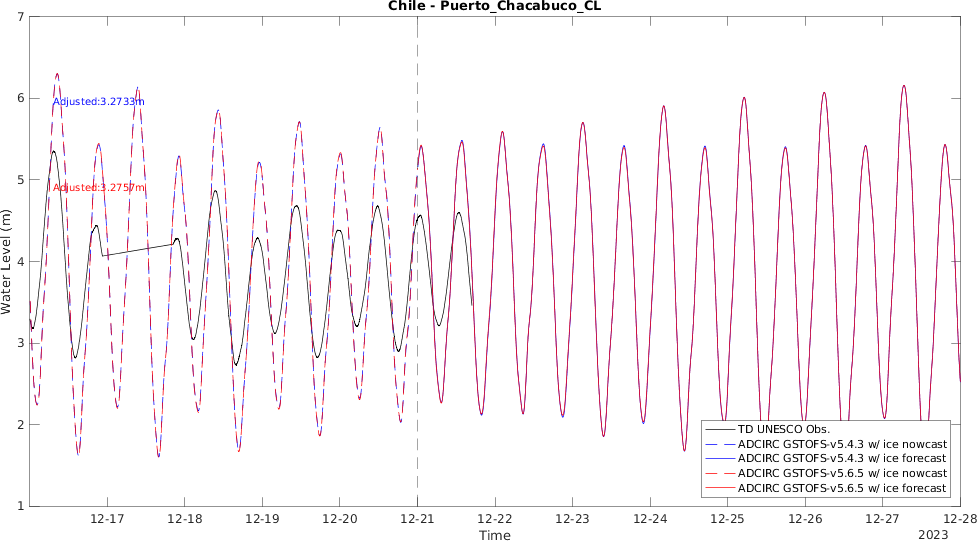 Chile - Puerto_Chacabuco_CL
7
6
5
4
3
2
1
Water Level (m)
Adjusted:3.2733m
Adjusted:3.2757m
TD UNESCO Obs.
ADCIRC GSTOFS-v5.4.3 w/ ice nowcast
ADCIRC GSTOFS-v5.4.3 w/ ice forecast
ADCIRC GSTOFS-v5.6.5 w/ ice nowcast
ADCIRC GSTOFS-v5.6.5 w/ ice forecast
12-17 12-18 12-19 12-20 12-21 12-22 12-23 12-24 12-25 12-26 12-27 12-28
Time
2023